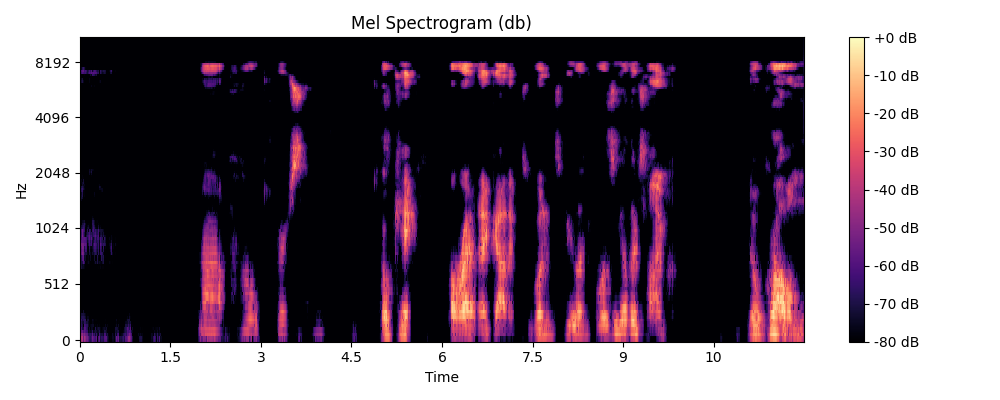 Mel Spectrogram (db)
8192
4096
2048
1024
512
0
Hz
0 1.5 3 4.5 6 7.5 9 10
Time
+0 dB
-10 dB
-20 dB
-30 dB
-40 dB
-50 dB
-60 dB
-70 dB
-80 dB